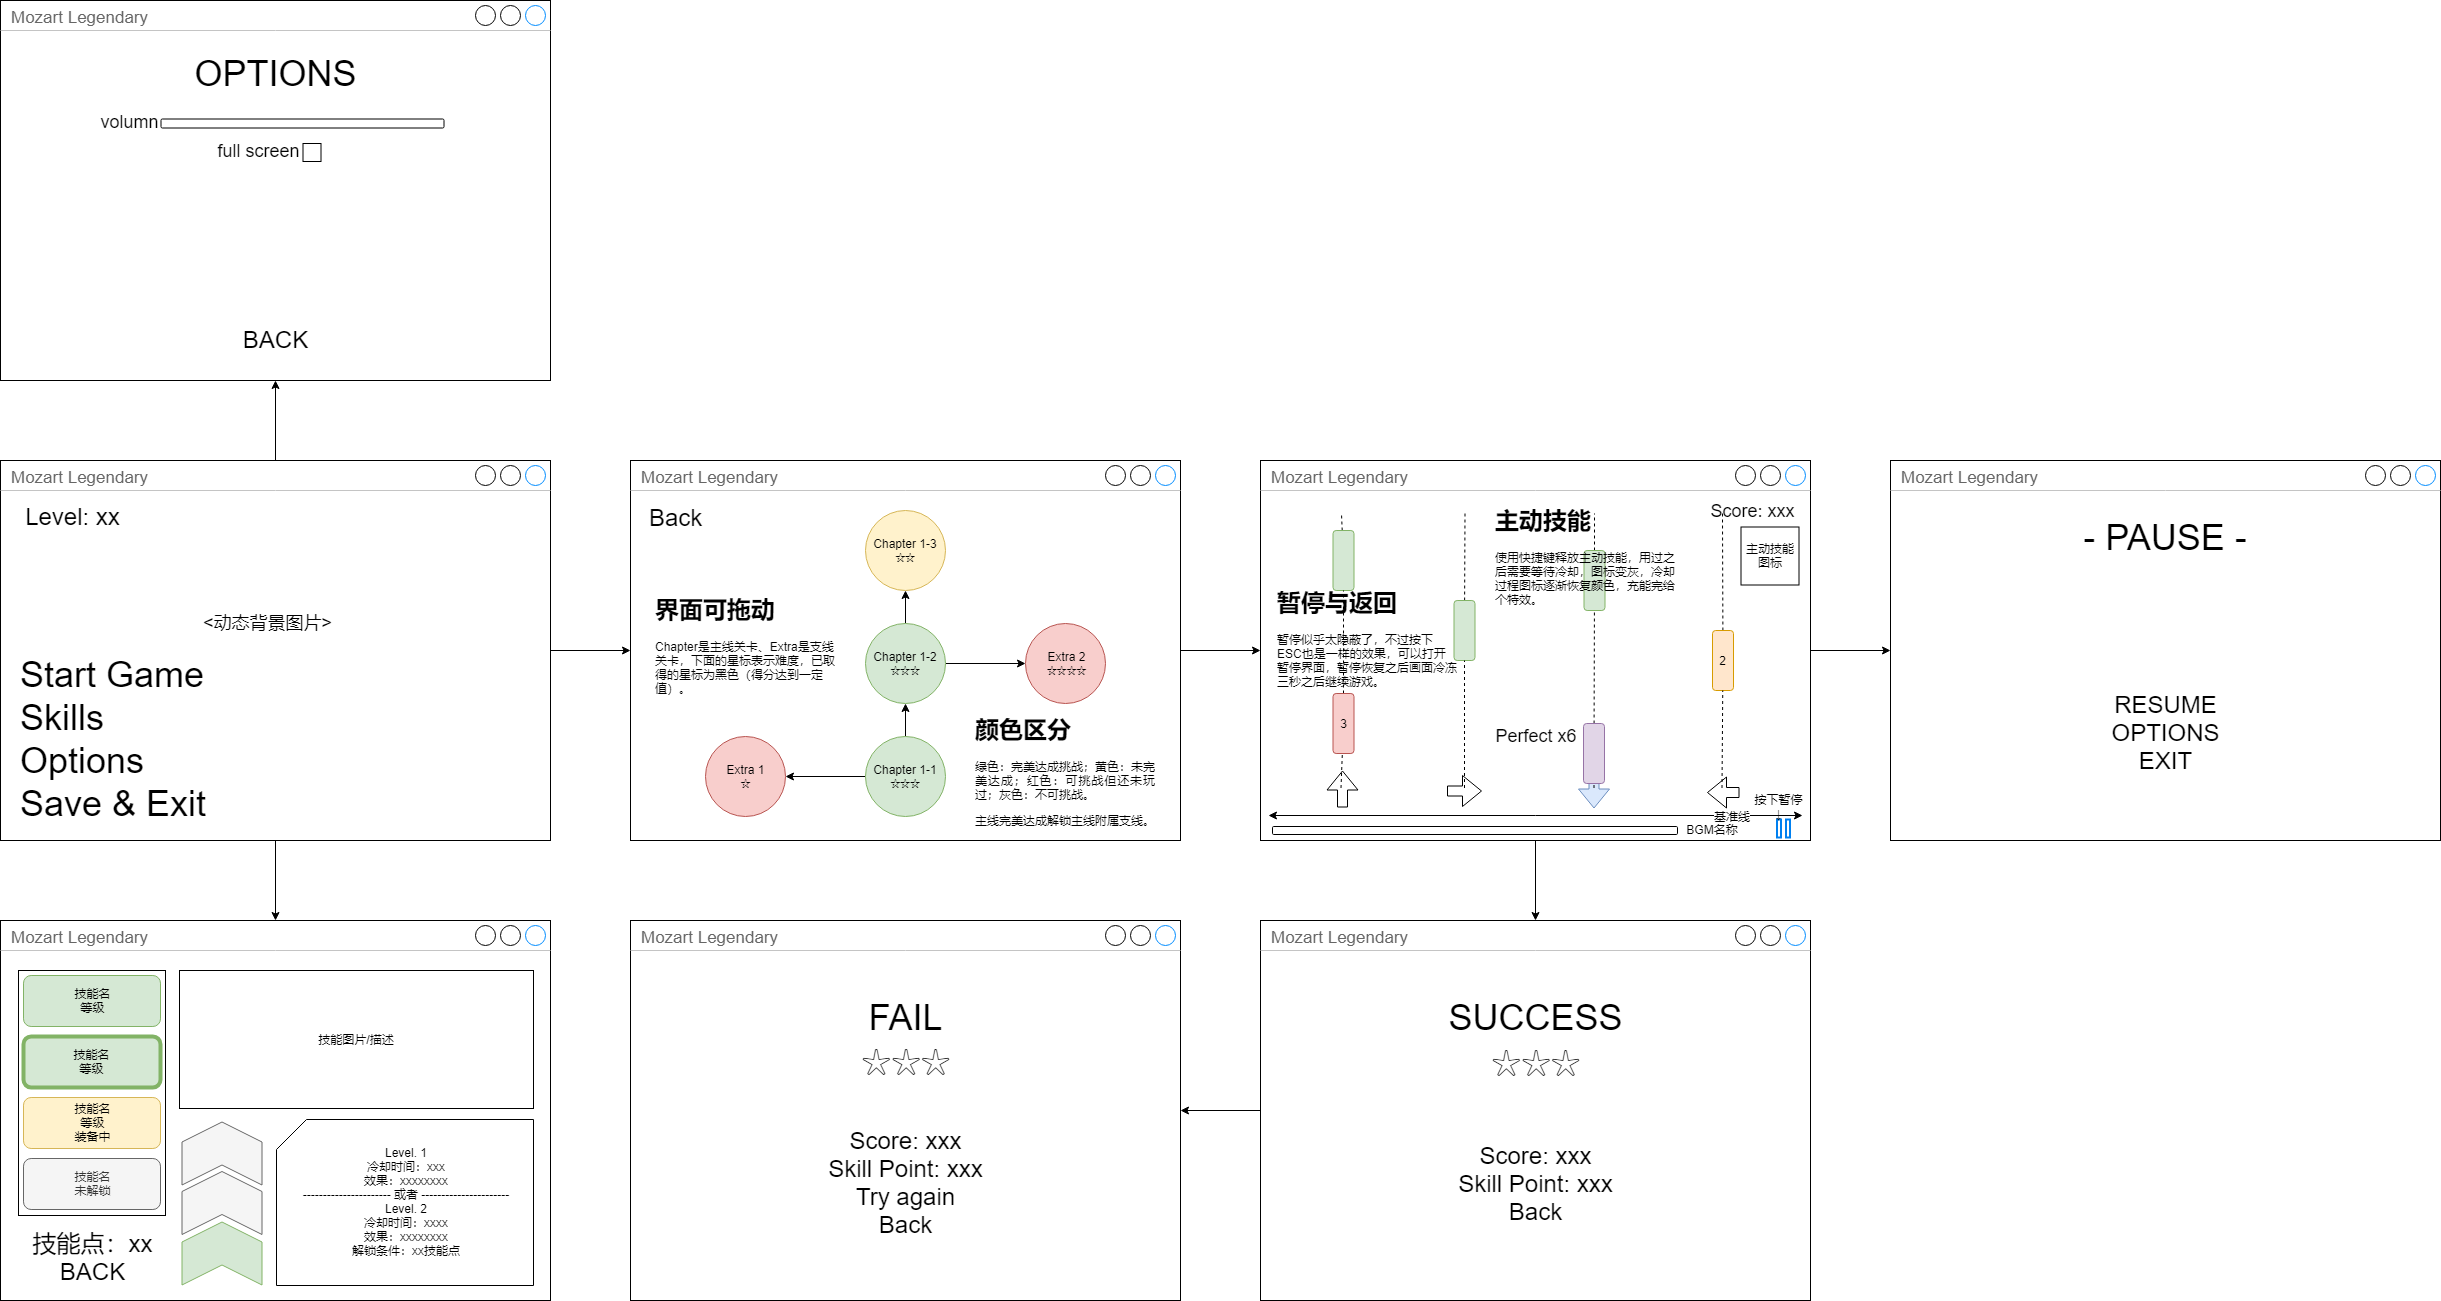 Mozart Legendary
OPTIONS
volumn
full screen
BACK
Mozart Legendary
Level: xx
<动态背景图片>
Start Game
Skills
Options
Save & Exit
Mozart Legendary
Back
Chapter 1-3
☆☆
界面可拖动
Chapter是主线关卡、Extra是支线
关卡，下面的星标表示难度，已取
得的星标为黑色（得分达到一定
值）。
Chapter 1-2
☆☆☆
Extra 2
☆☆☆☆
颜色区分
绿色：完美达成挑战；黄色：未完
美达成；红色：可挑战但还未玩
过；灰色：不可挑战。
主线完美达成解锁主线附属支线。
Extra 1
☆
Chapter 1-1
☆☆☆
Mozart Legendary
Score: xxx
主动技能
图标
主动技能
使用快捷键释放主动技能，用过之
后需要等待冷却，图标变灰，冷却
过程图标逐渐恢复颜色，充能完给
个特效。
暂停与返回
暂停似乎太隐蔽了，不过按下
ESC也是一样的效果，可以打开
暂停界面，暂停恢复之后画面冷冻
三秒之后继续游戏。
2
3
Perfect x6
按下暂停
基准线
BGM名称
Mozart Legendary
- PAUSE -
RESUME
OPTIONS
EXIT
Mozart Legendary
技能名
等级
技能名
等级
技能名
等级
装备中
技能名
未解锁
技能点：xx
BACK
技能图片/描述
Level. 1
冷却时间：xxx
效果：xxxxxxxx
---------------------- 或者 ----------------------
Level. 2
冷却时间：xxxx
效果：xxxxxxxx
解锁条件：xx技能点
Mozart Legendary
FAIL
☆☆☆
Score: xxx
Skill Point: xxx
Try again
Back
Mozart Legendary
SUCCESS
☆☆☆
Score: xxx
Skill Point: xxx
Back